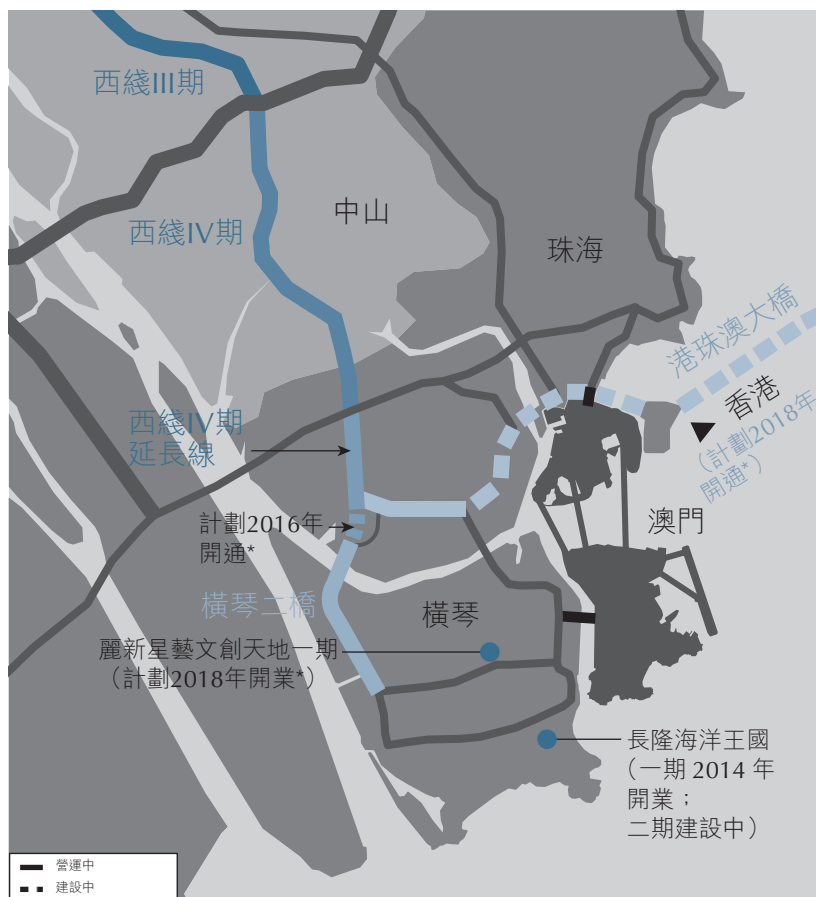 西綫III期
中山
西綫IV期
珠海
港珠澳大橋
香港
（計劃2018年
開通*）
西綫IV期
延長線
計劃2016年
開通*
澳門
橫琴二橋
橫琴
麗新星藝文創天地一期
（計劃2018年開業*）
長隆海洋王國
（一期 2014 年
開業；
二期建設中）
營運中
建設中